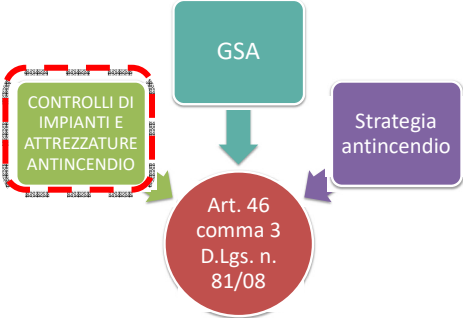 GSA
CONTROLLI DI
IMPIANTI E
ATTREZZATURE
ANTINCENDIO
Strategia
antincendio
Art. 46
comma 3
D.Lgs. n.
81/08